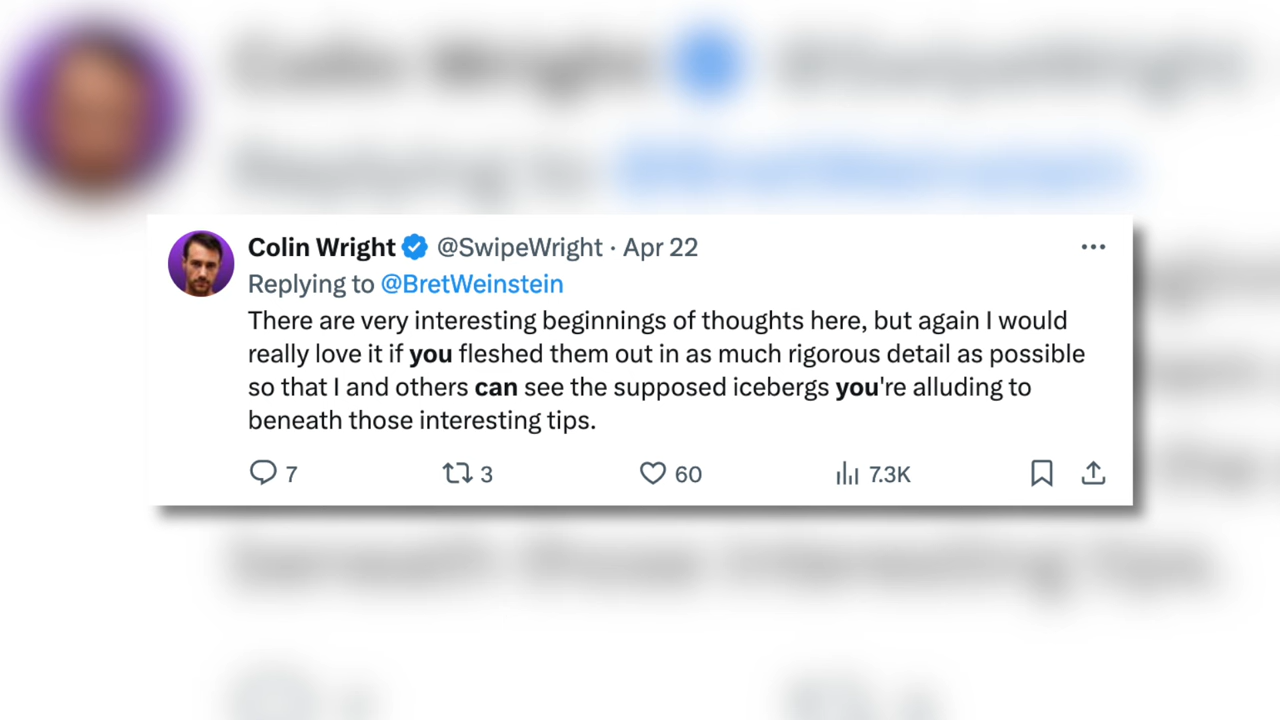 Colin Wright @SwipeWright · Apr 22
Replying to @BretWeinstein
There are very interesting beginnings of thoughts here, but again I would
really love it if you fleshed them out in as much rigorous detail as possible
so that I and others can see the supposed icebergs you're alluding to
beneath those interesting tips.
7 3 60 7.3K